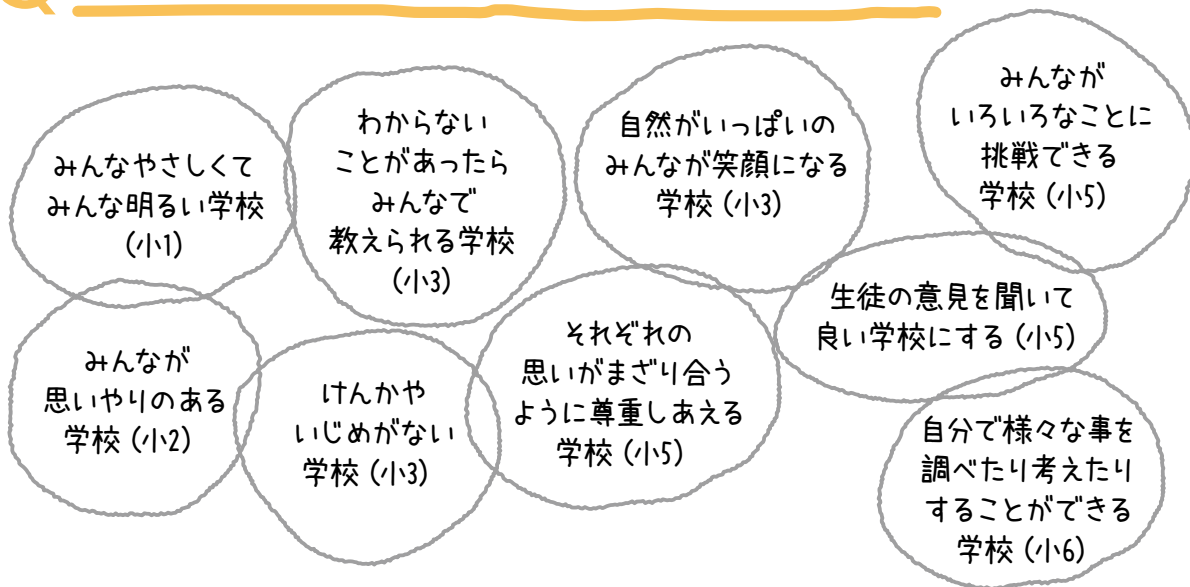 みんなやさしくて
みんな明るい学校
(小1)
わからない
ことがあったら
みんなで
教えられる学校
(小3)
自然がいっぱいの
みんなが笑顔になる
学校(小3)
みんなが
いろいろなことに
挑戦できる
学校(小5)
みんなが
思いやりのある
学校(小2)
けんかや
いじめがない
学校(小3)
それぞれの
思いがまざり合う
ように尊重しあえる
学校(小5)
生徒の意見を聞いて
良い学校にする(小5)
自分で様々な事を
調べたり考えたり
することができる
学校(小6)